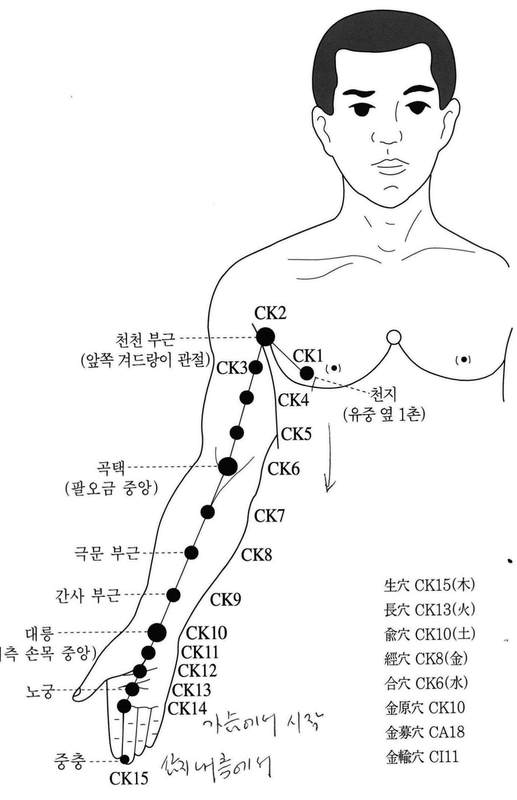 CK2
천천 부근
(앞쪽 겨드랑이 관절)
CK1
CK3
천지
(유중 옆 1촌)
CK4
CK5
곡택
(팔오금 중앙)
CK6
CK7
극문 부근
CK8
간사 부근
CK9
대릉
측 손목 중앙)
CK10
CK11
CK12
노궁
CK13
CK14
중충
CK15
가슴에서 시작
내측에서
生穴 CK15(木)
長穴 CK13(火)
兪穴 CK10(土)
經穴 CK8(金)
合穴 CK6(水)
金原穴 CK10
金募穴 CA18
金輸穴 CI11